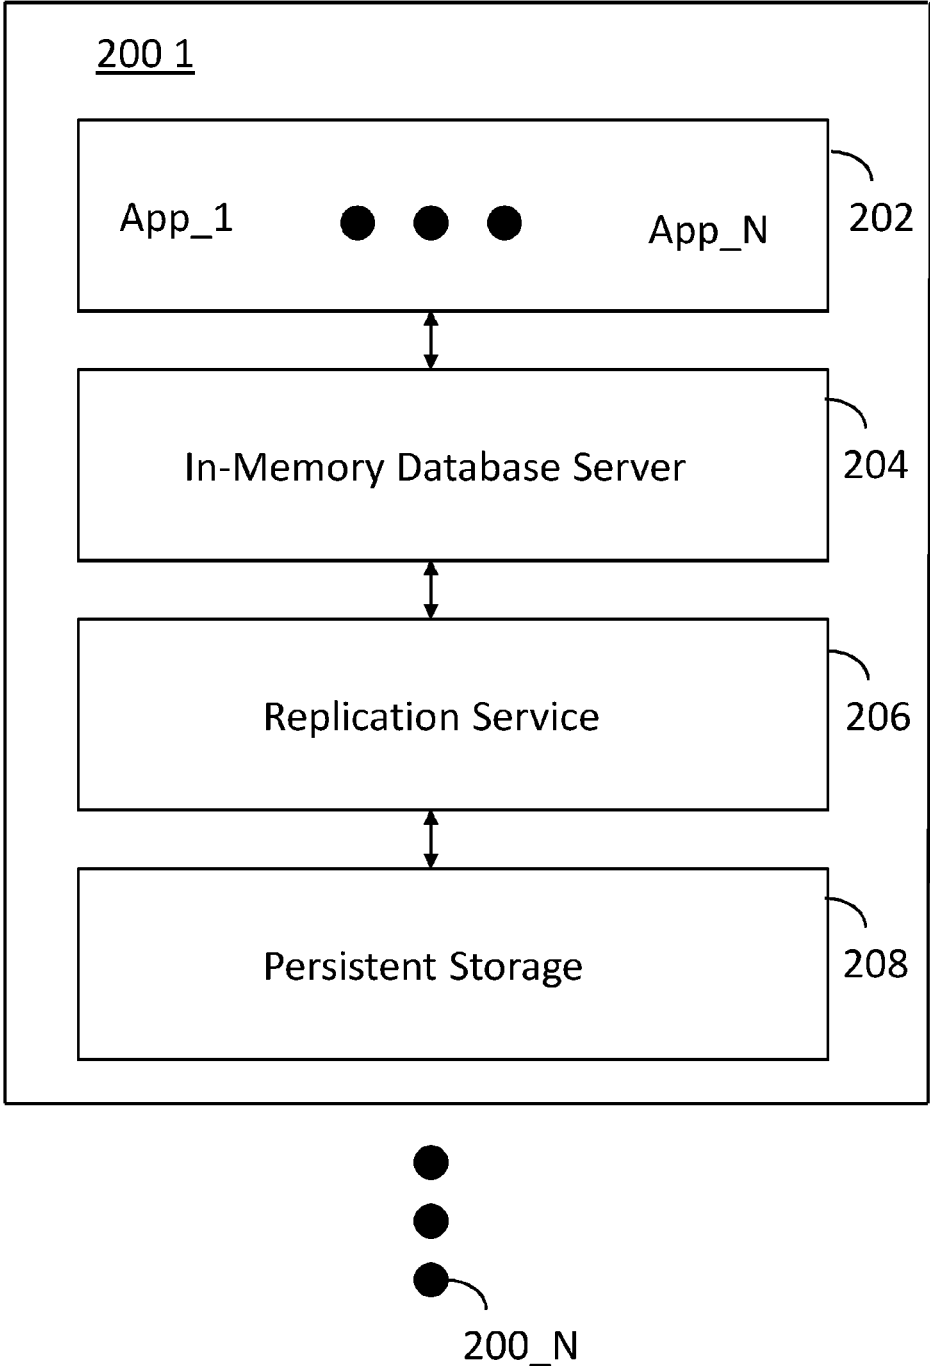 200 1
App_1
App_N
202
In-Memory Database Server
204
Replication Service
206
Persistent Storage
208
200_N